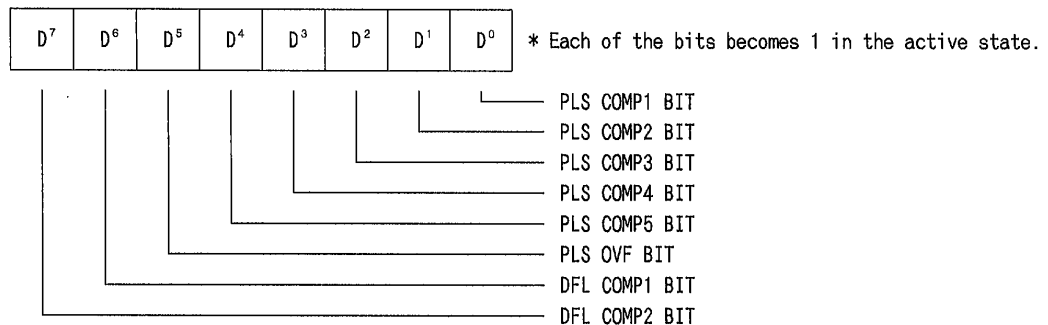 D⁷ D⁶ D⁵ D⁴ D³ D² D¹ D⁰ * Each of the bits becomes 1 in the active state.
PLS COMP1 BIT
PLS COMP2 BIT
PLS COMP3 BIT
PLS COMP4 BIT
PLS COMP5 BIT
PLS OVF BIT
DFL COMP1 BIT
DFL COMP2 BIT